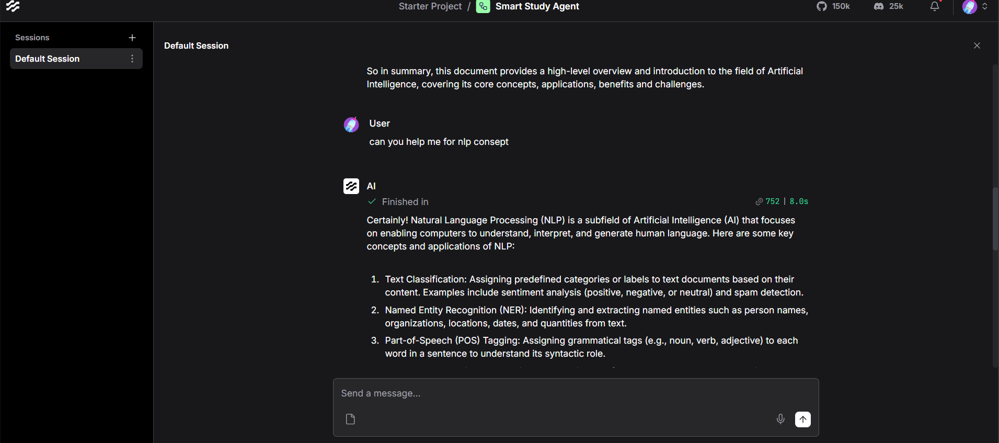 Starter Project / Smart Study Agent
150k
25k
Sessions
Default Session
Default Session
So in summary, this document provides a high-level overview and introduction to the field of Artificial
Intelligence, covering its core concepts, applications, benefits and challenges.
User
can you help me for nlp consept
AI
Finished in
752 | 8.0s
Certainly! Natural Language Processing (NLP) is a subfield of Artificial Intelligence (AI) that focuses
on enabling computers to understand, interpret, and generate human language. Here are some key
concepts and applications of NLP:
1. Text Classification: Assigning predefined categories or labels to text documents based on their
content. Examples include sentiment analysis (positive, negative, or neutral) and spam detection.
2. Named Entity Recognition (NER): Identifying and extracting named entities such as person names,
organizations, locations, dates, and quantities from text.
3. Part-of-Speech (POS) Tagging: Assigning grammatical tags (e.g., noun, verb, adjective) to each
word in a sentence to understand its syntactic role.
Send a message...